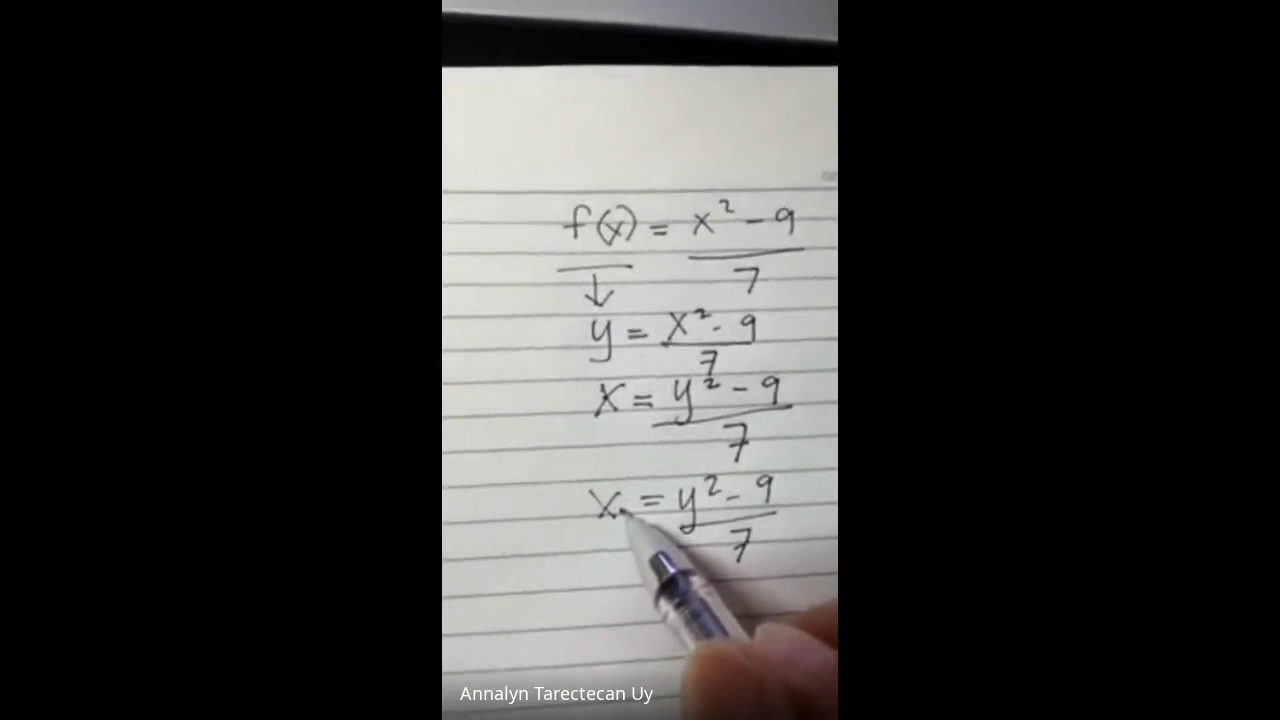 f(x) = x² - 9 / 7
↓
y = x² - 9 / 7
x = y² - 9 / 7
x = y² - 9 / 7
Annalyn Tarectecan Uy